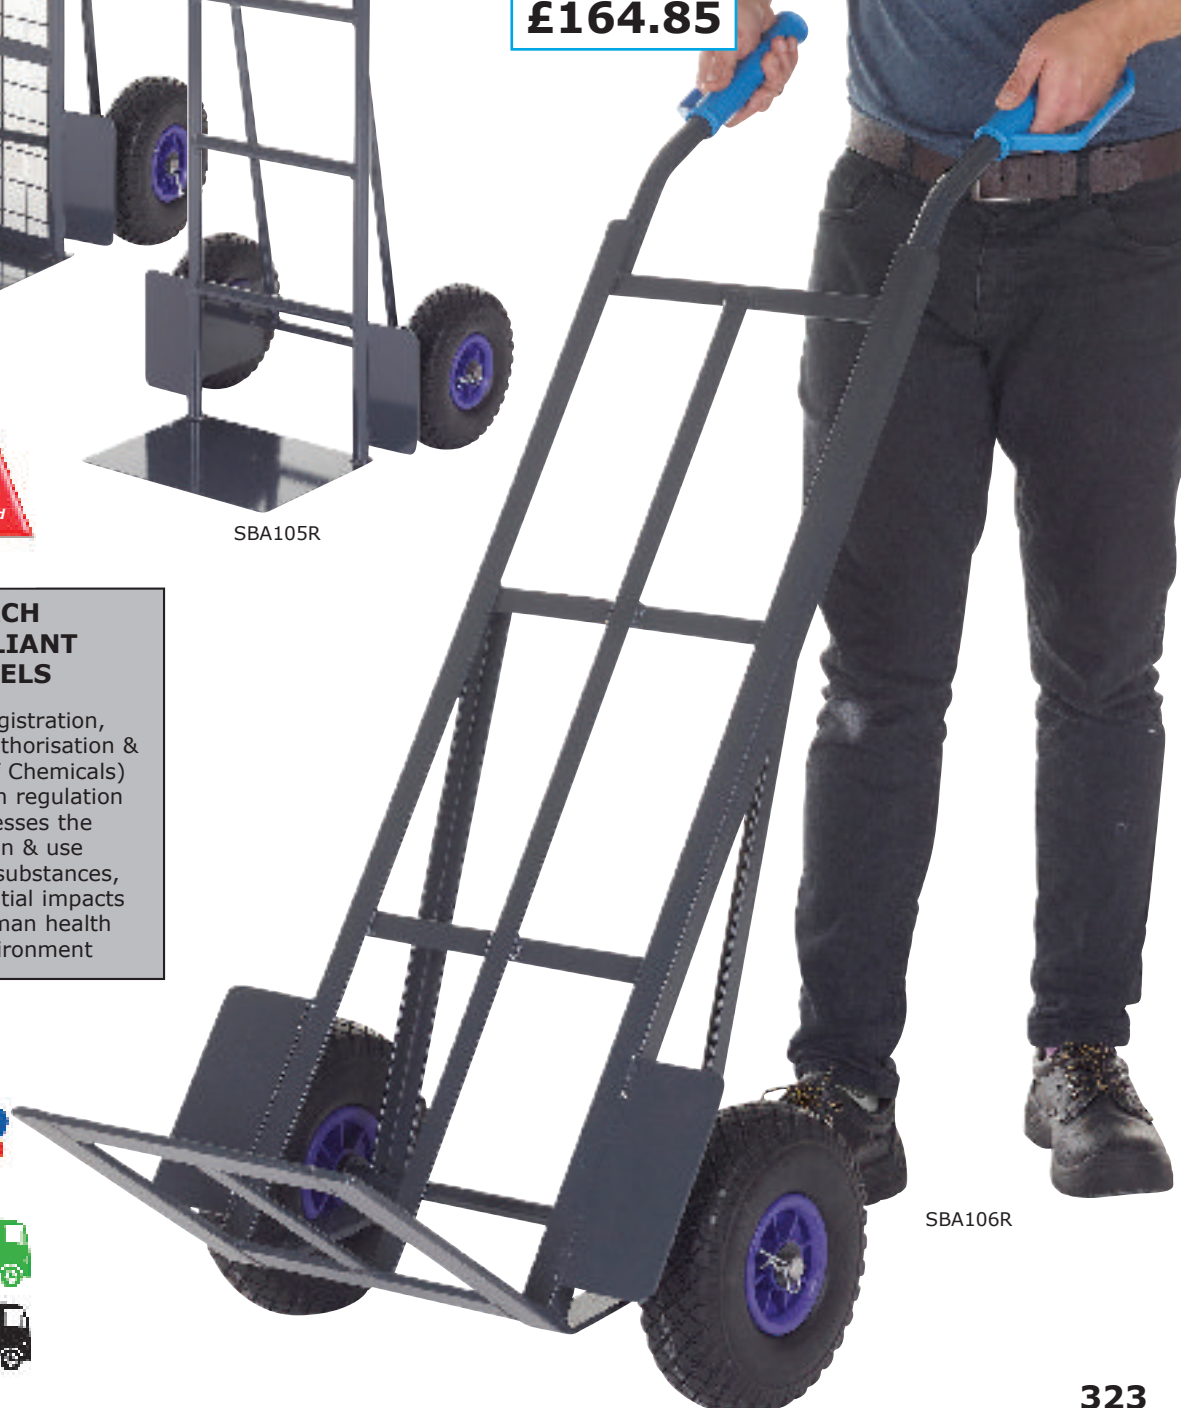 £164.85
SBA105R
CH
LIANT
ELS
gistration,
thorisation &
Chemicals)
n regulation
esses the
n & use
substances,
tial impacts
man health
ironment
SBA106R
323